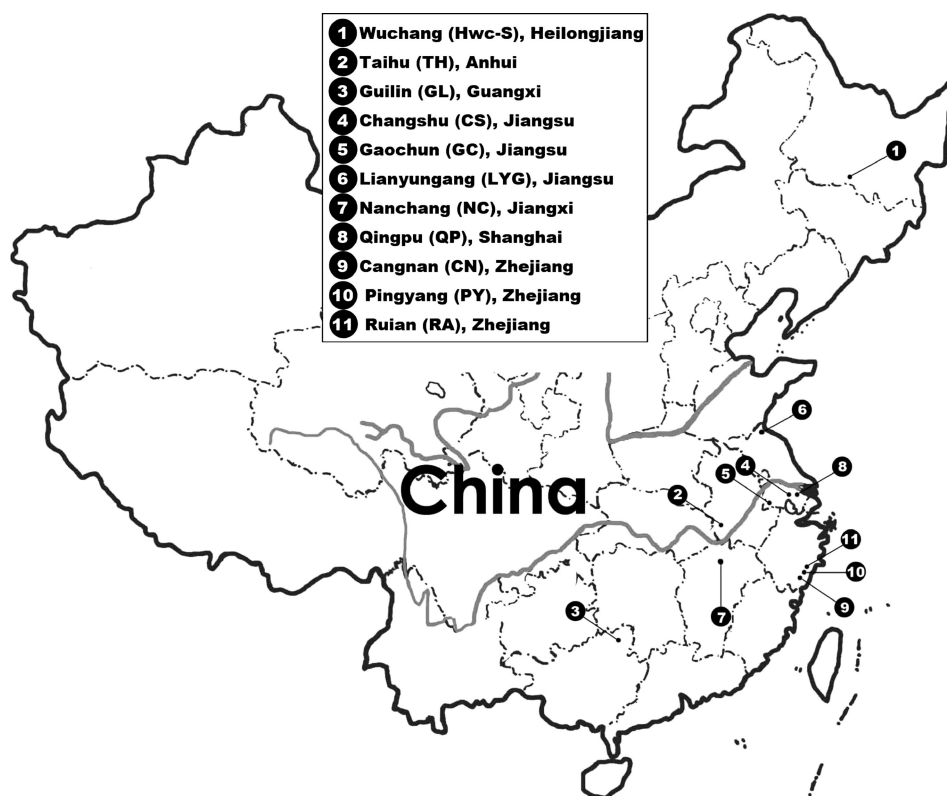 1 Wuchang (Hwc-S), Heilongjiang
2 Taihu (TH), Anhui
3 Guilin (GL), Guangxi
4 Changshu (CS), Jiangsu
5 Gaochun (GC), Jiangsu
6 Lianyungang (LYG), Jiangsu
7 Nanchang (NC), Jiangxi
8 Qingpu (QP), Shanghai
9 Cangnan (CN), Zhejiang
10 Pingyang (PY), Zhejiang
11 Ruian (RA), Zhejiang
1
6
4
8
5
2
China
11
10
9
3
7